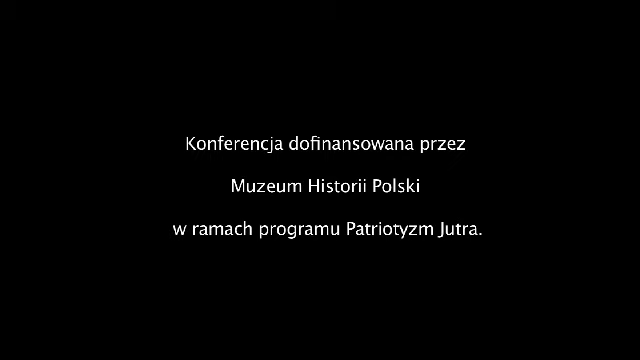 Konferencja dofinansowana przez
Muzeum Historii Polski
w ramach programu Patriotyzm Jutra.